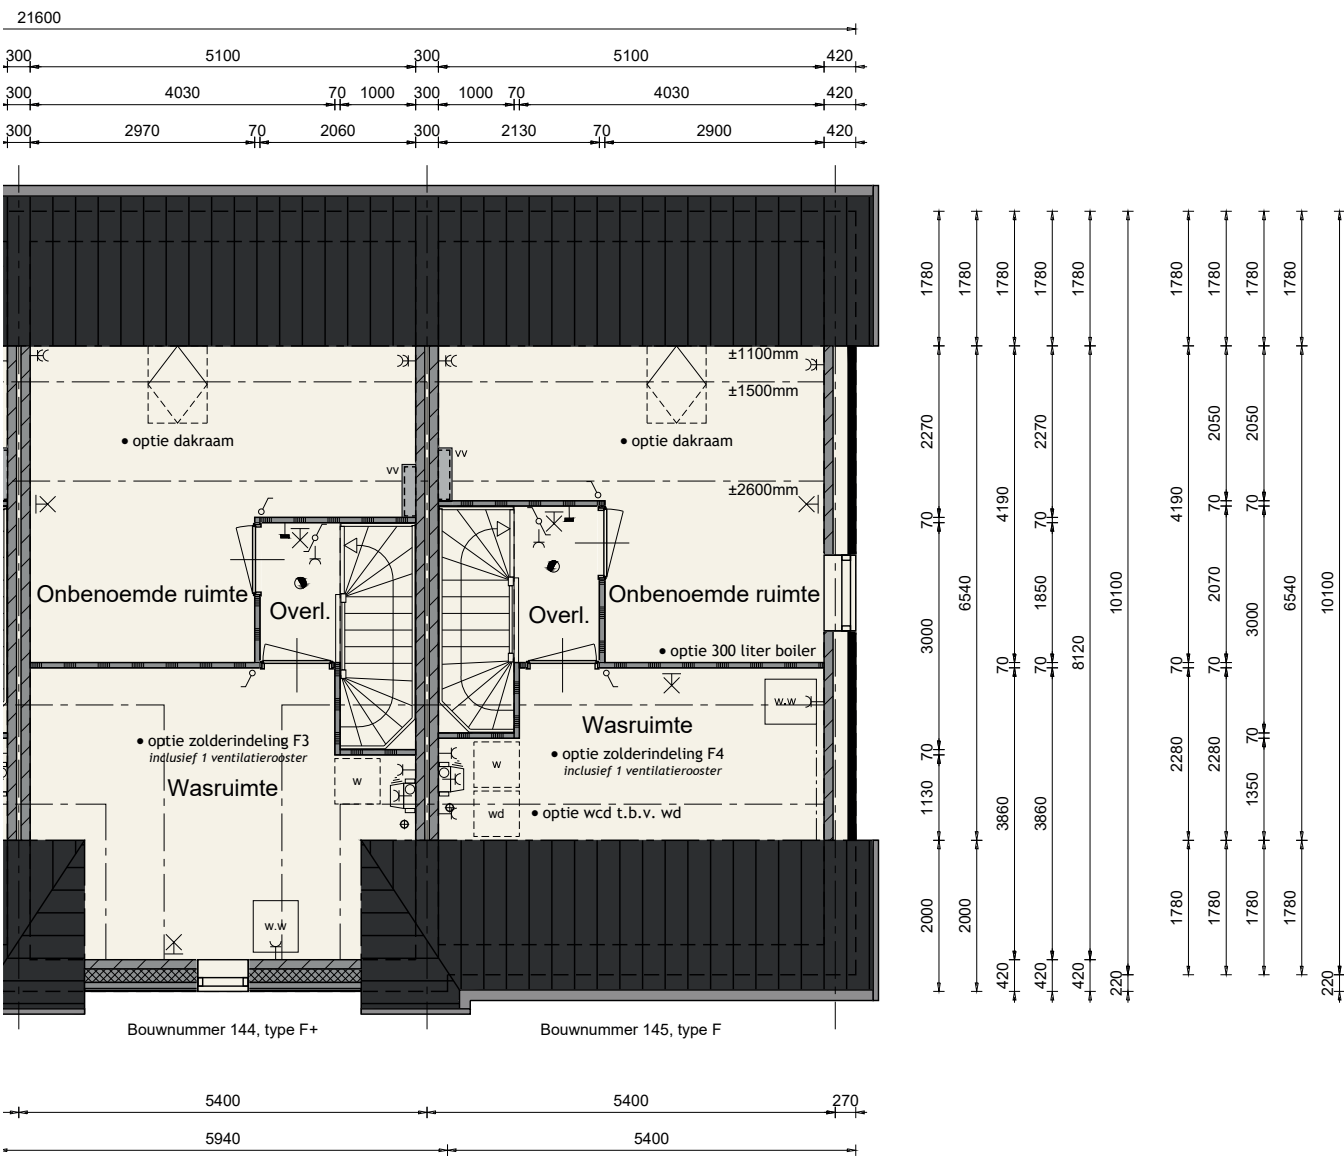 21600
300 5100 300 5100 420
300 4030 70 1000 300 1000 70 4030 420
300 2970 70 2060 300 2130 70 2900 420
±1100mm
±1500mm
• optie dakraam
• optie dakraam
vv
vv
±2600mm
Onbenoemde ruimte
Overl.
Overl.
Onbenoemde ruimte
• optie 300 liter boiler
w.w
Wasruimte
• optie zolderindeling F3
inclusief 1 ventilatierooster
Wasruimte
• optie zolderindeling F4
inclusief 1 ventilatierooster
w
w
wd
• optie wcd t.b.v. wd
w.w
Bouwnummer 144, type F+
Bouwnummer 145, type F
5400 5400 270
5940 5400
1780 2270 70 3000 70 1130 2000
1780 6540 2000
1780 4190 70 3860 420
1780 2270 70 1850 70 3860 420
1780 8120 420
10100 220
1780 4190 70 2280 1780
1780 2050 70 2070 70 2280 1780
1780 2050 70 3000 70 1350 1780
1780 6540 1780
10100 220